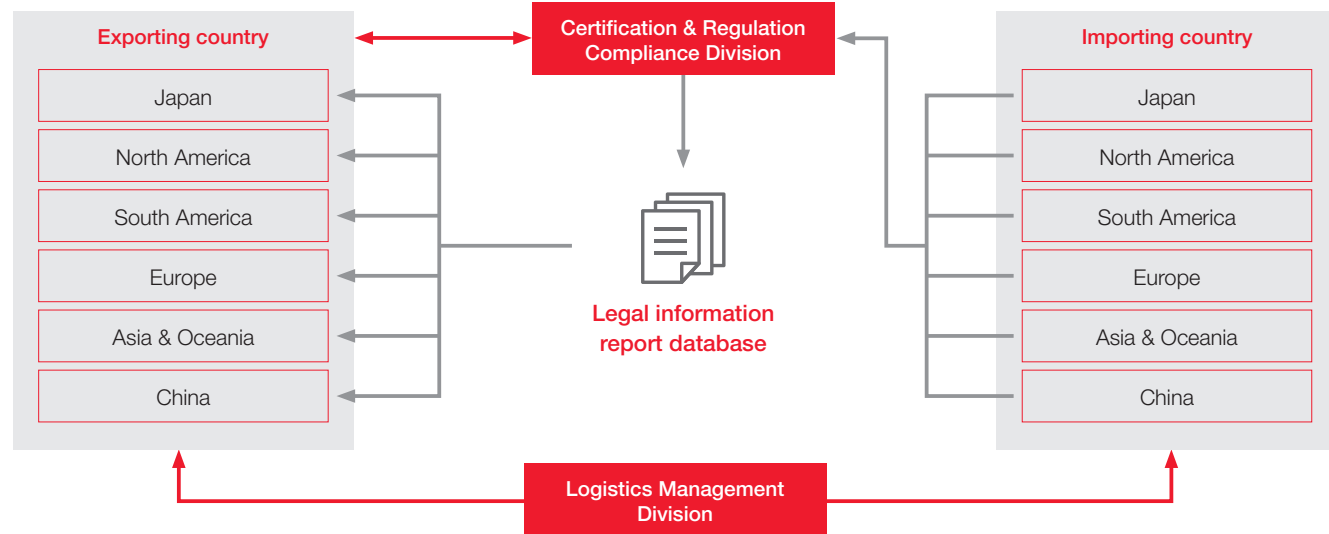 Exporting country
Japan
North America
South America
Europe
Asia & Oceania
China
Certification & Regulation
Compliance Division
Legal information
report database
Importing country
Japan
North America
South America
Europe
Asia & Oceania
China
Logistics Management
Division